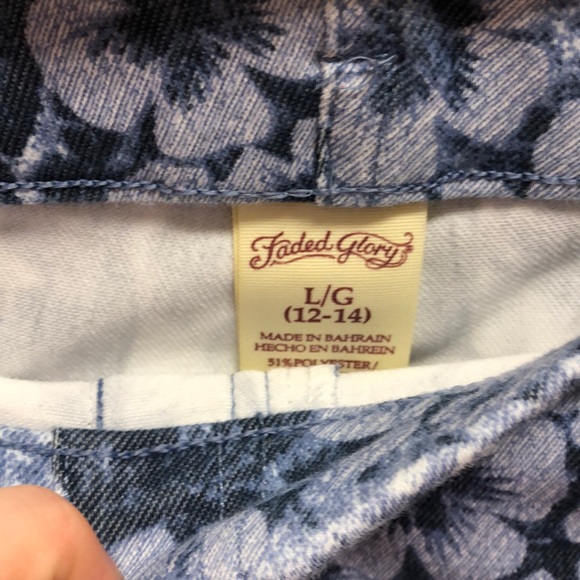 Faded Glory
L/G
(12-14)
MADE IN BAHRAIN
HECHO EN BAHREIN
51% POLYESTER/